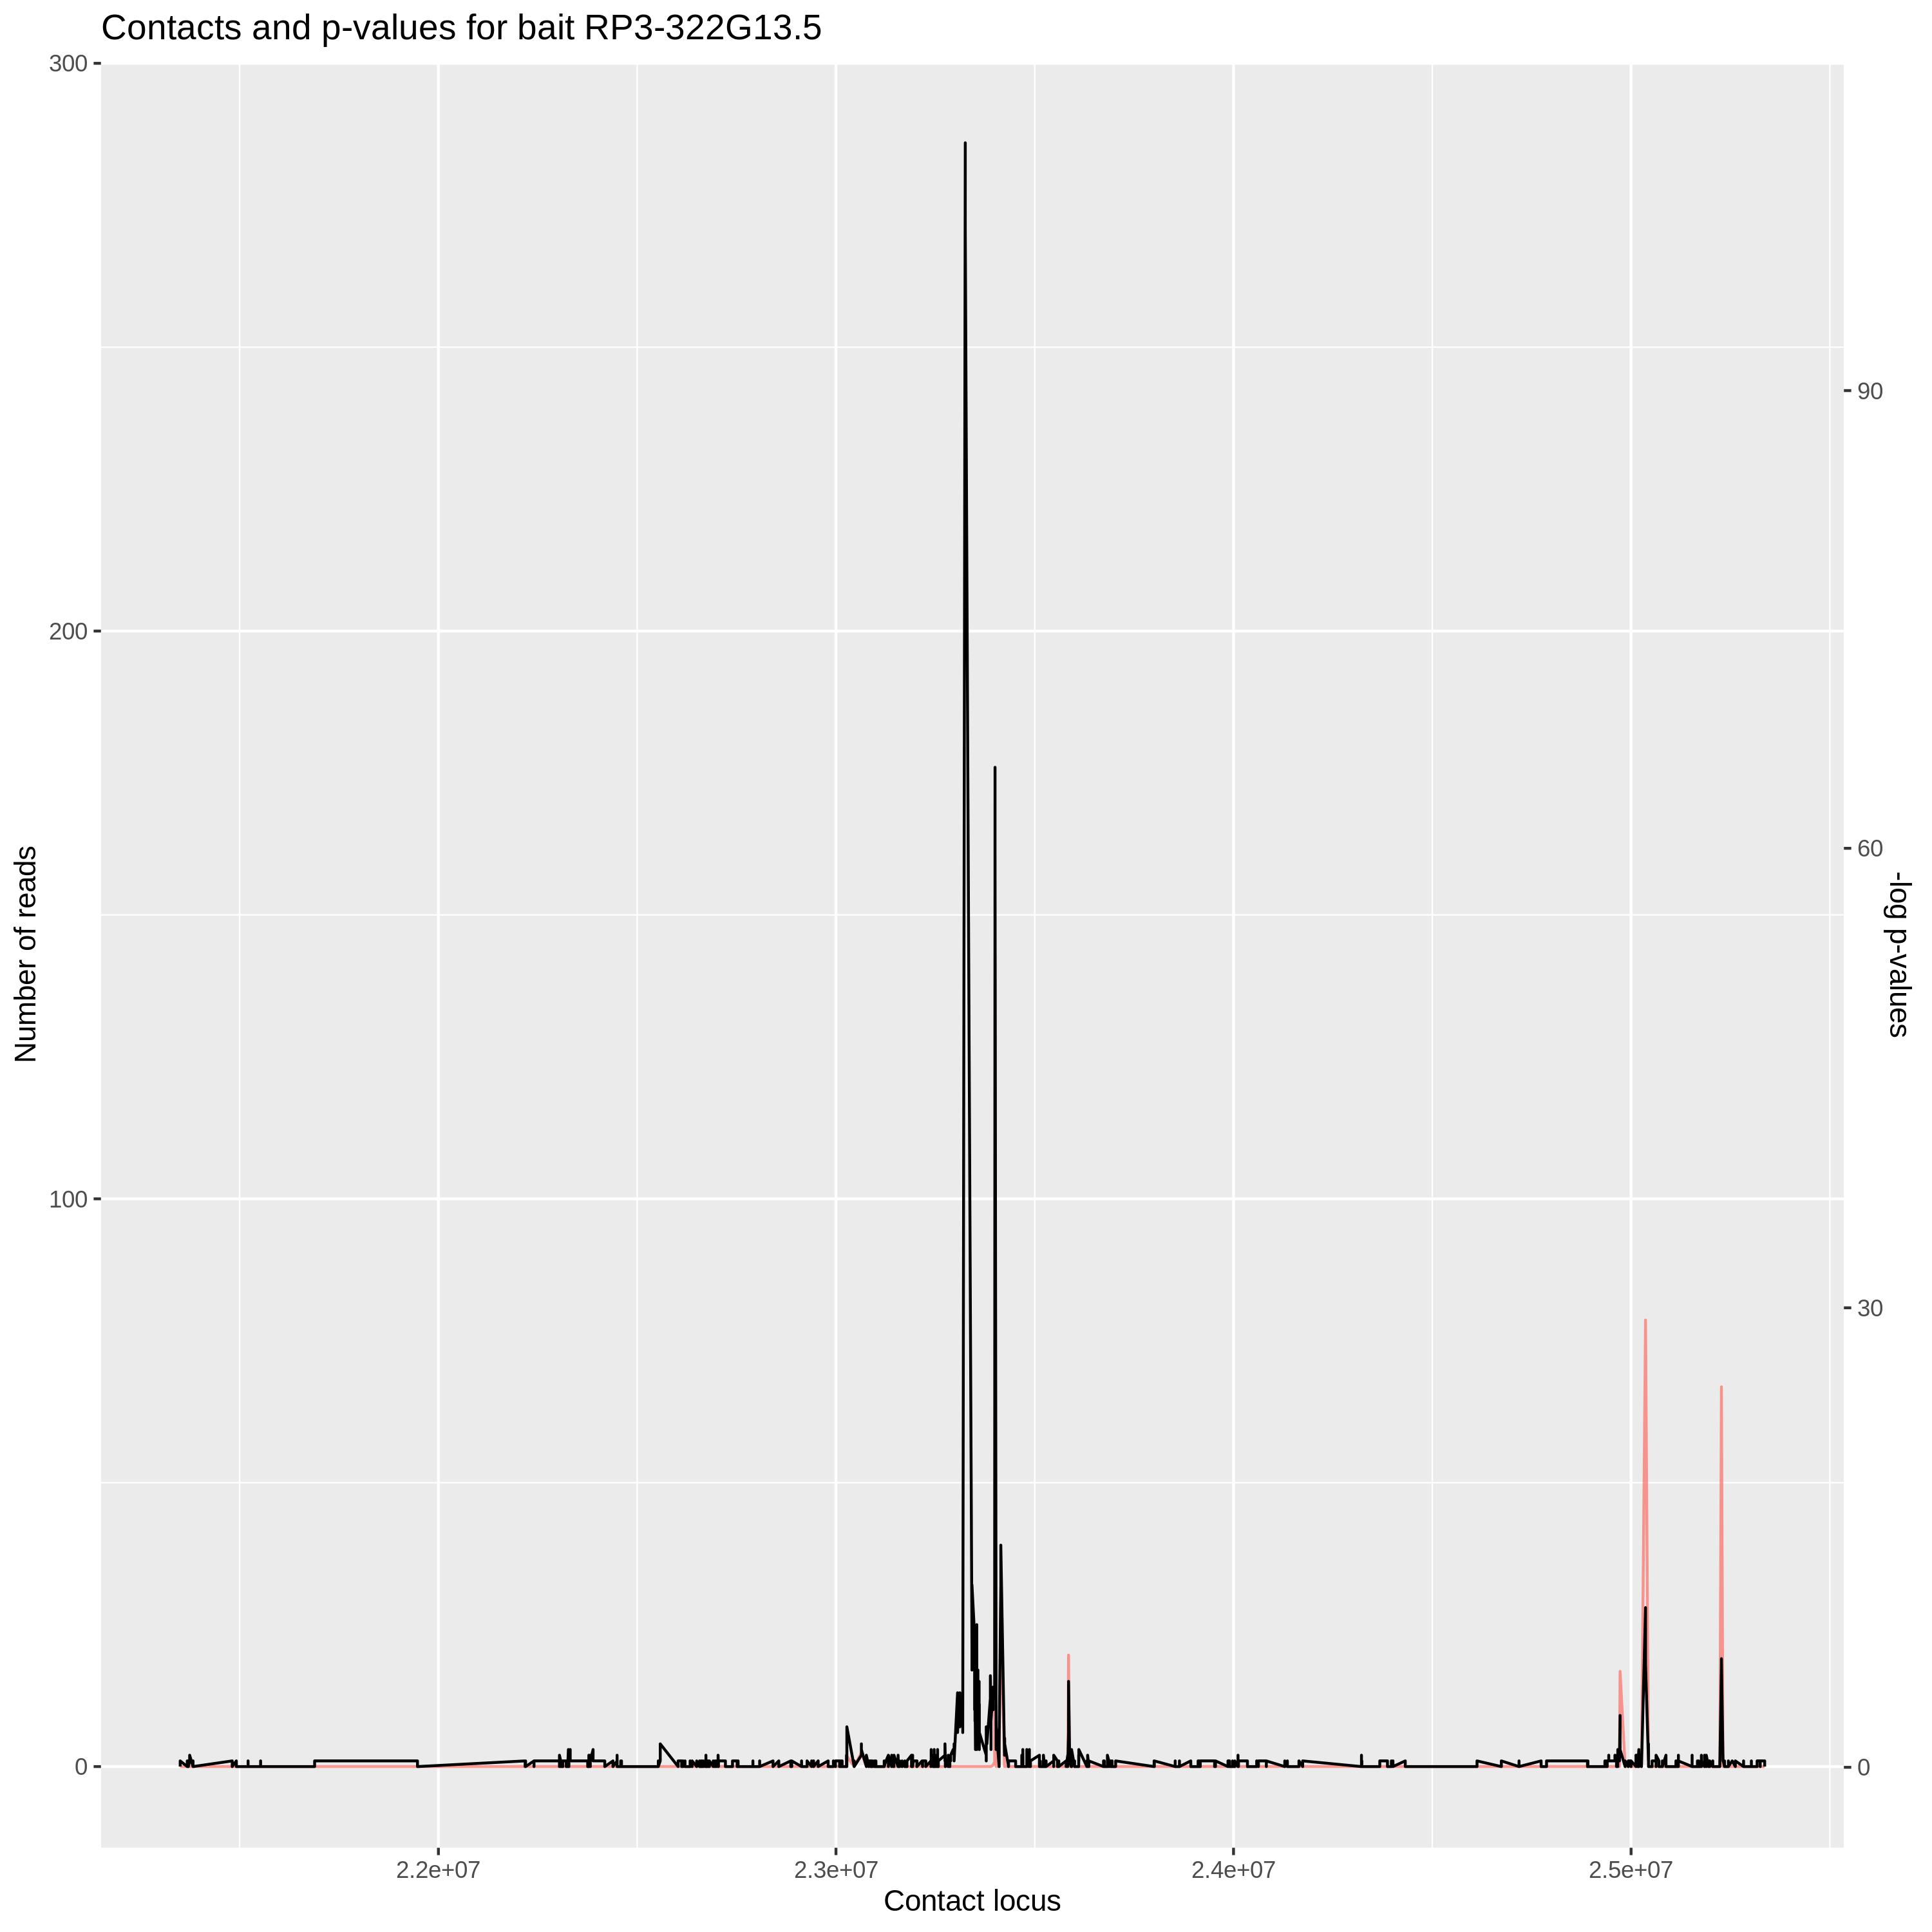 Contacts and p-values for bait RP3-322G13.5
300
200
100
0
Number of reads
90
60
30
0
-log p-values
2.2e+07
2.3e+07
2.4e+07
2.5e+07
Contact locus